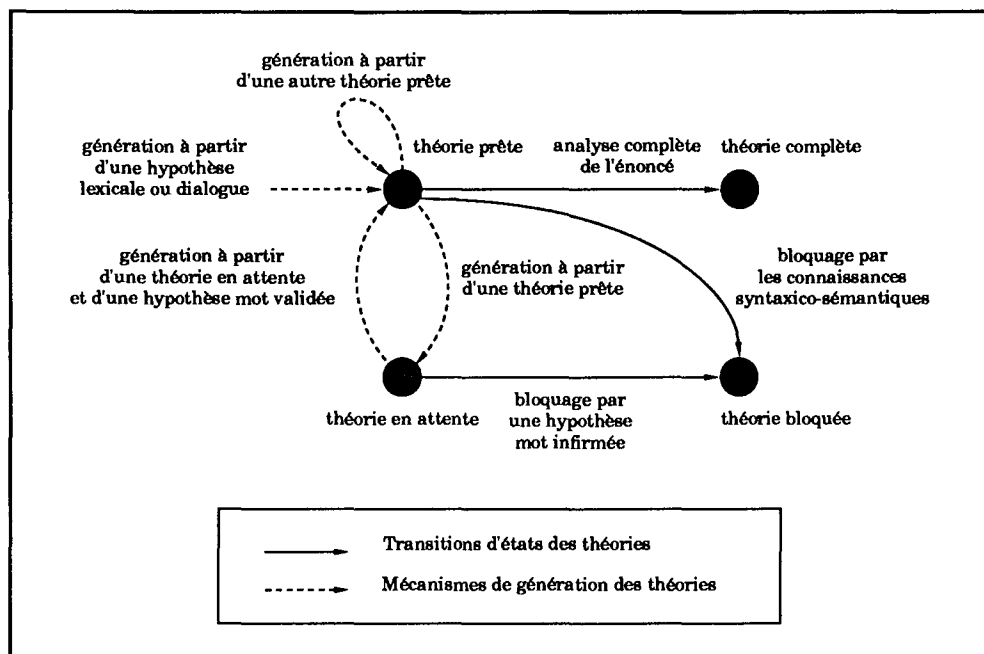 génération à partir
d'une autre théorie prête
génération à partir
d'une hypothèse
lexicale ou dialogue
théorie prête
analyse complète
de l'énoncé
théorie complète
génération à partir
d'une théorie en attente
et d'une hypothèse mot validée
génération à partir
d'une théorie prête
bloquage par
les connaissances
syntaxico-sémantiques
théorie en attente
bloquage par
une hypothèse
mot infirmée
théorie bloquée
Transitions d'états des théories
Mécanismes de génération des théories